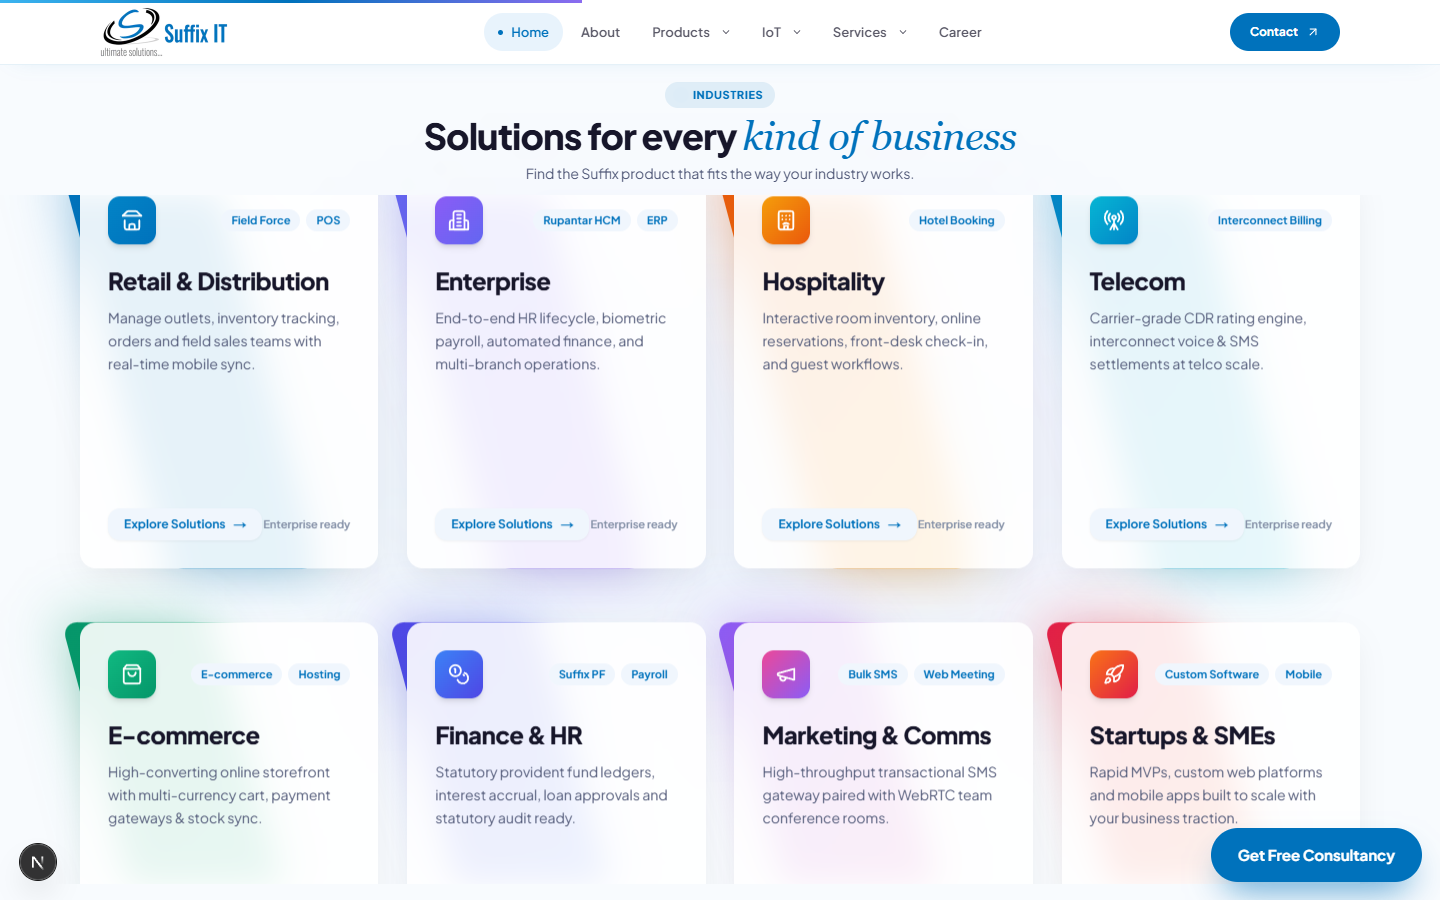 Suffix IT
ultimate solutions...
Home
About
Products
IoT
Services
Career
Contact
INDUSTRIES
Solutions for every kind of business
Find the Suffix product that fits the way your industry works.
Field Force
POS
Retail & Distribution
Manage outlets, inventory tracking,
orders and field sales teams with
real-time mobile sync.
Explore Solutions →
Enterprise ready
Rupantar HCM
ERP
Enterprise
End-to-end HR lifecycle, biometric
payroll, automated finance, and
multi-branch operations.
Explore Solutions →
Enterprise ready
Hotel Booking
Hospitality
Interactive room inventory, online
reservations, front-desk check-in,
and guest workflows.
Explore Solutions →
Enterprise ready
Interconnect Billing
Telecom
Carrier-grade CDR rating engine,
interconnect voice & SMS
settlements at telco scale.
Explore Solutions →
Enterprise ready
E-commerce
Hosting
E-commerce
High-converting online storefront
with multi-currency cart, payment
gateways & stock sync.
Suffix PF
Payroll
Finance & HR
Statutory provident fund ledgers,
interest accrual, loan approvals and
statutory audit ready.
Bulk SMS
Web Meeting
Marketing & Comms
High-throughput transactional SMS
gateway paired with WebRTC team
conference rooms.
Custom Software
Mobile
Startups & SMEs
Rapid MVPs, custom web platforms
and mobile apps built to scale with
your business traction.
Get Free Consultancy
N